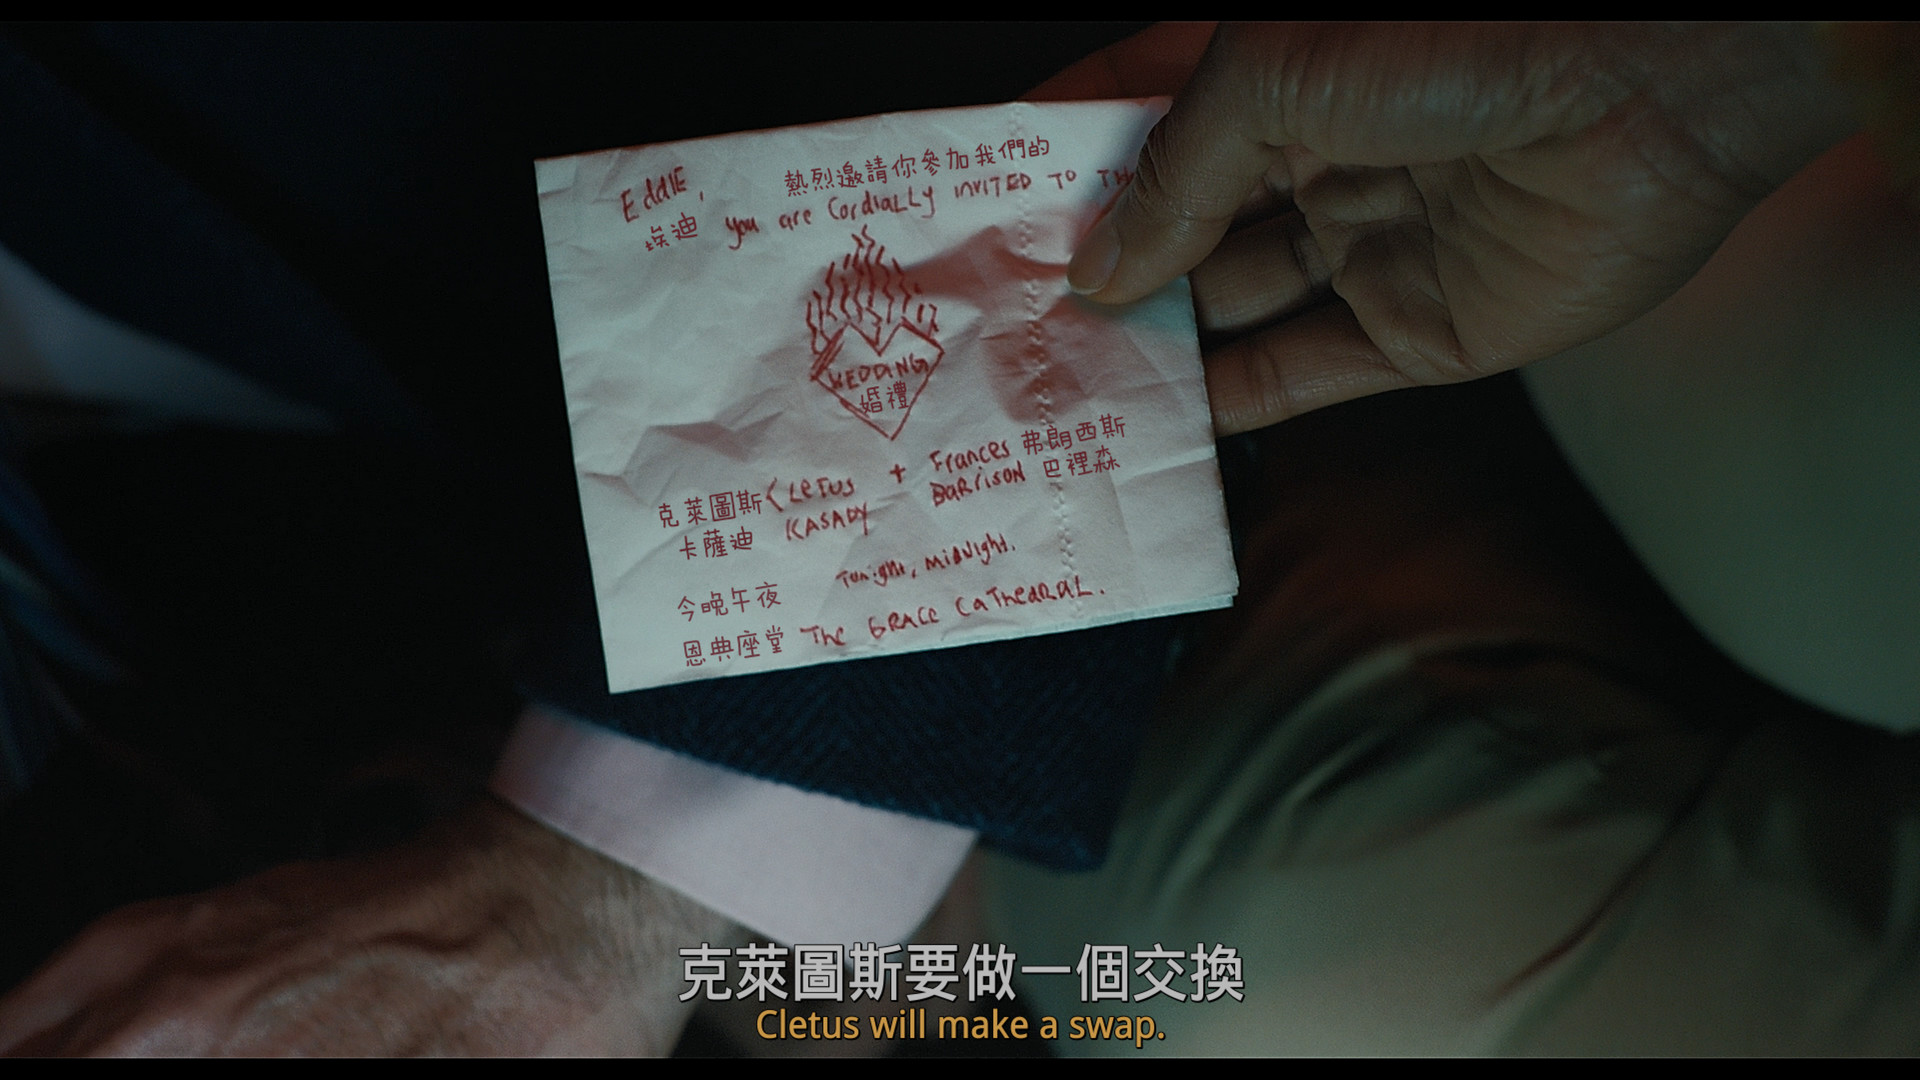 熱烈邀請你參加我們的
EddIE,
埃迪 you are CordiaLLy INVITED TO TH
WEDDING
婚禮
Frances 弗朗西斯
克萊圖斯 CLeTUS + BaRRisoN 巴裡森
卡薩迪 KASADY
今晚午夜 Tonight, MiDNight.
恩典座堂 The GRACE CaThedRaL.
克萊圖斯要做一個交換
Cletus will make a swap.